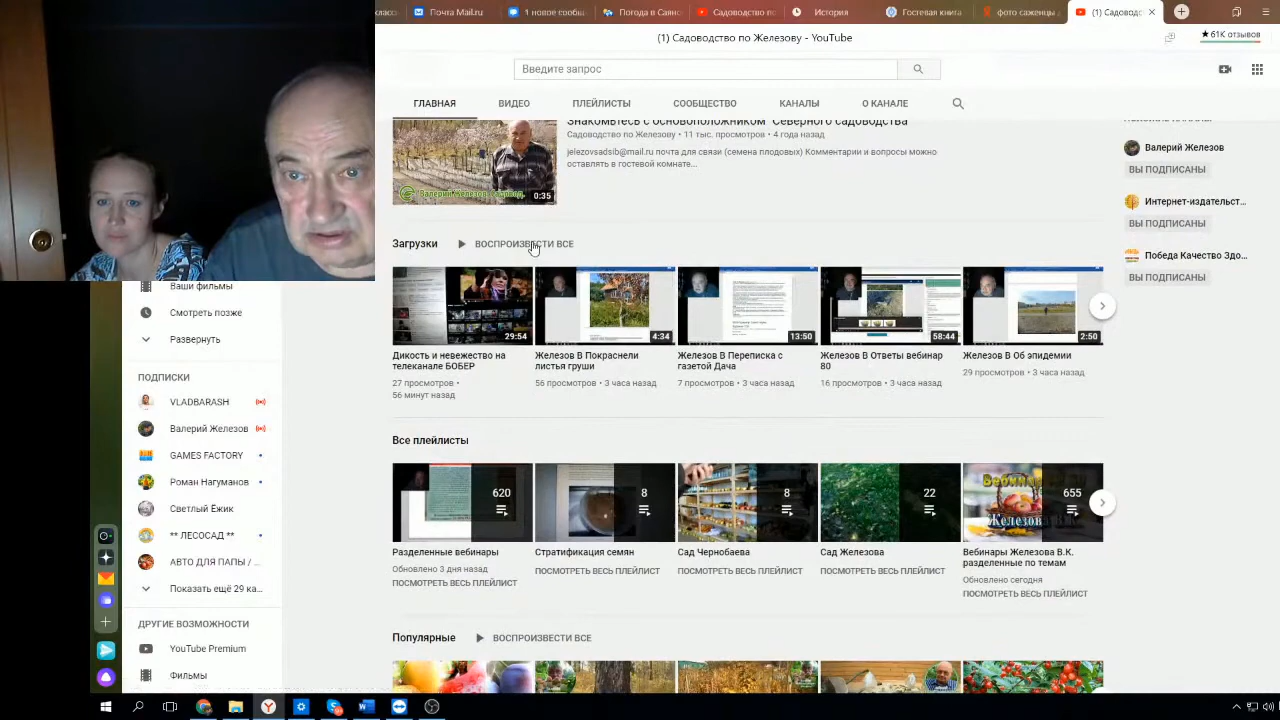 Почта Mail.ru
1 новое сообщ
Погода в Саянс
Садоводство по
История
Гостевая книга
фото саженцы
(1) Садоводс
(1) Садоводство по Железову - YouTube
★ 61K отзывов
Введите запрос
ГЛАВНАЯ
ВИДЕО
ПЛЕЙЛИСТЫ
СООБЩЕСТВО
КАНАЛЫ
О КАНАЛЕ
Знакомьтесь с основоположником "Северного садоводства"
Садоводство по Железову • 11 тыс. просмотров • 4 года назад
jelezovsadsib@mail.ru почта для связи (семена плодовых) Комментарии и вопросы можно
оставлять в гостевой комнате...
0:35
Валерий Железов
ВЫ ПОДПИСАНЫ
Интернет-издательст...
ВЫ ПОДПИСАНЫ
Победа Качество Здо...
ВЫ ПОДПИСАНЫ
Загрузки
ВОСПРОИЗВЕСТИ ВСЕ
29:54
4:34
13:50
58:44
2:50
Дикость и невежество на
телеканале БОБЕР
27 просмотров •
56 минут назад
Железов В Покраснели
листья груши
56 просмотров • 3 часа назад
Железов В Переписка с
газетой Дача
7 просмотров • 3 часа назад
Железов В Ответы вебинар
80
16 просмотров • 3 часа назад
Железов В Об эпидемии
29 просмотров • 3 часа назад
Все плейлисты
620
8
8
22
655
Вебинары
Железова В.К.
Разделенные вебинары
Обновлено 3 дня назад
ПОСМОТРЕТЬ ВЕСЬ ПЛЕЙЛИСТ
Стратификация семян
ПОСМОТРЕТЬ ВЕСЬ ПЛЕЙЛИСТ
Сад Чернобаева
ПОСМОТРЕТЬ ВЕСЬ ПЛЕЙЛИСТ
Сад Железова
ПОСМОТРЕТЬ ВЕСЬ ПЛЕЙЛИСТ
Вебинары Железова В.К.
разделенные по темам
Обновлено сегодня
ПОСМОТРЕТЬ ВЕСЬ ПЛЕЙЛИСТ
Популярные
ВОСПРОИЗВЕСТИ ВСЕ
Ваши фильмы
Смотреть позже
Развернуть
ПОДПИСКИ
VLADBARASH
Валерий Железов
GAMES FACTORY
Роман Нагуманов
Светлый Ёжик
** ЛЕСОСАД **
АВТО ДЛЯ ПАПЫ / ...
Показать ещё 29 ка...
ДРУГИЕ ВОЗМОЖНОСТИ
YouTube Premium
Фильмы